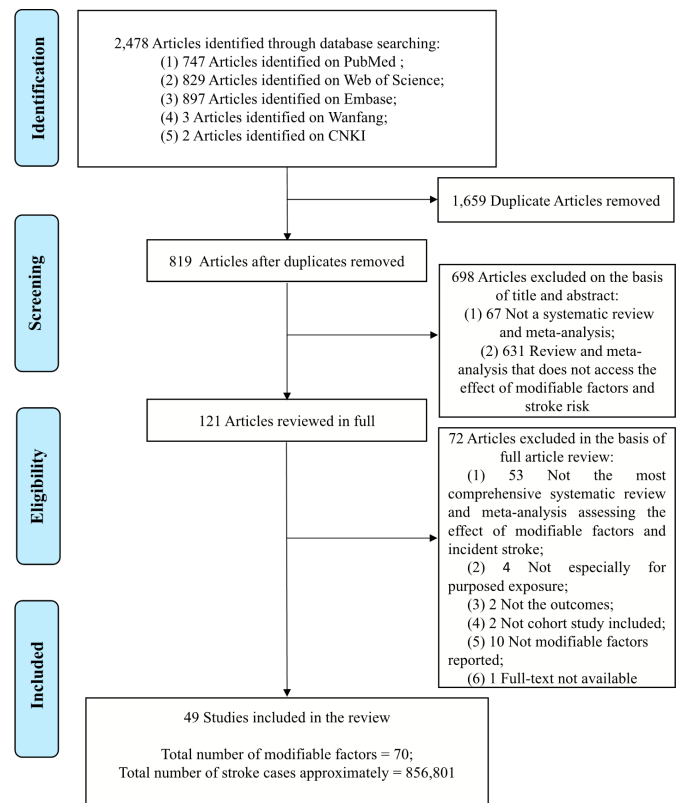 Identification
2,478 Articles identified through database searching:
(1) 747 Articles identified on PubMed ;
(2) 829 Articles identified on Web of Science;
(3) 897 Articles identified on Embase;
(4) 3 Articles identified on Wanfang;
(5) 2 Articles identified on CNKI
1,659 Duplicate Articles removed
Screening
819 Articles after duplicates removed
698 Articles excluded on the basis
of title and abstract:
(1) 67 Not a systematic review
and meta-analysis;
(2) 631 Review and meta-
analysis that does not access the
effect of modifiable factors and
stroke risk
Eligibility
121 Articles reviewed in full
72 Articles excluded in the basis of
full article review:
(1) 53 Not the most
comprehensive systematic review
and meta-analysis assessing the
effect of modifiable factors and
incident stroke;
(2) 4 Not especially for
purposed exposure;
(3) 2 Not the outcomes;
(4) 2 Not cohort study included;
(5) 10 Not modifiable factors
reported;
(6) 1 Full-text not available
Included
49 Studies included in the review
Total number of modifiable factors = 70;
Total number of stroke cases approximately = 856,801